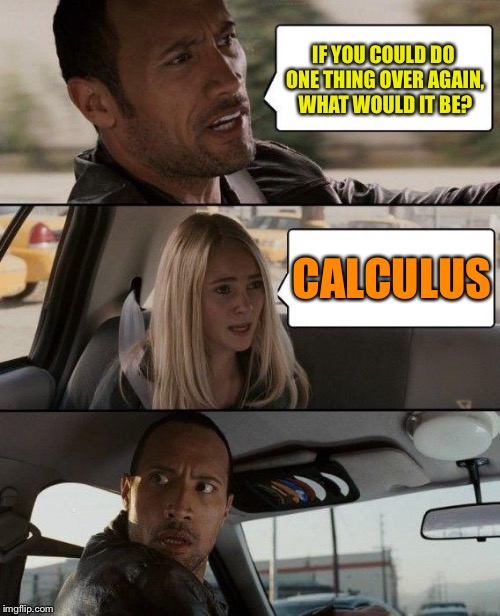 IF YOU COULD DO
ONE THING OVER AGAIN,
WHAT WOULD IT BE?
CALCULUS
imgflip.com